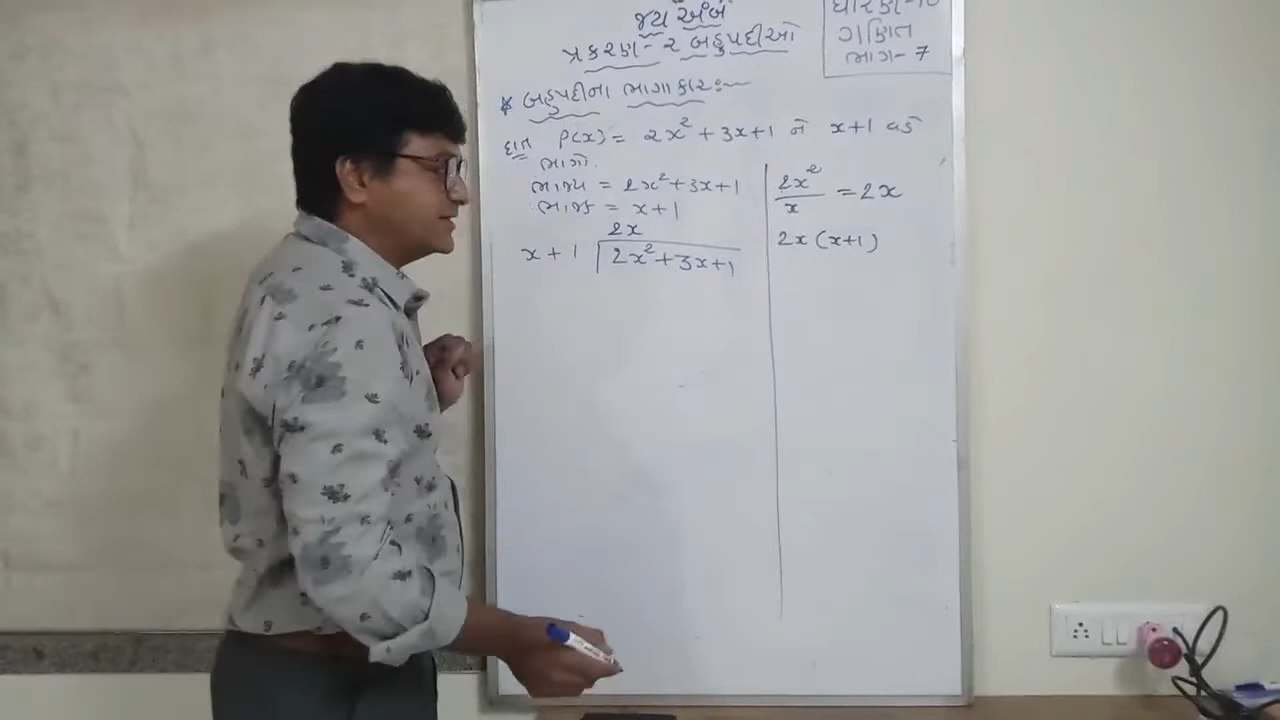 જય અંબે
પ્રકરણ - ૨ બહુપદીઓ
ધોરણ-10
ગણિત
ભાગ- 7
* બહુપદીના ભાગાકાર :-
દા.ત P(x) = 2x² + 3x + 1 ને x+1 વડે
ભાગો.
ભાજ્ય = 2x² + 3x + 1
ભાજક = x + 1
2x
x + 1 2x² + 3x + 1
2x² / x = 2x
2x (x+1)